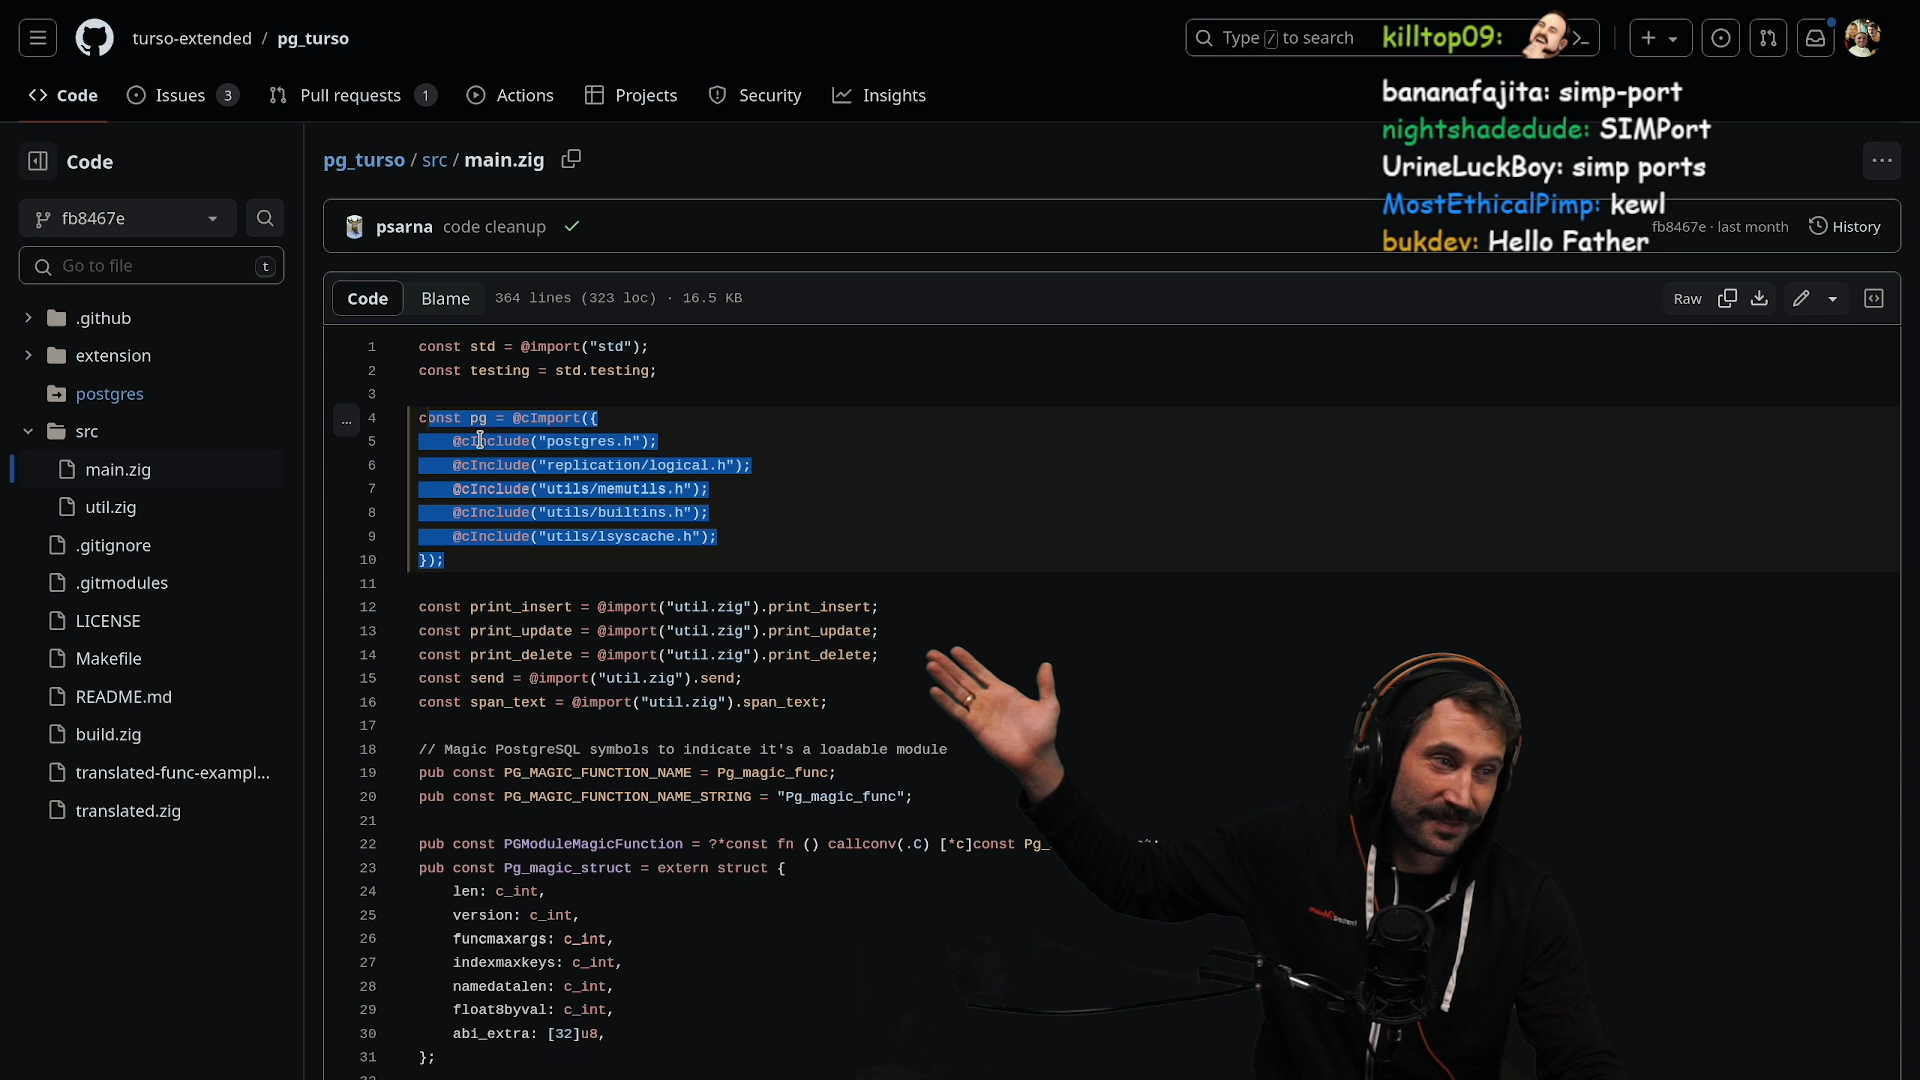 turso-extended / pg_turso
Type / to search
killtop09:
Code
Issues 3
Pull requests 1
Actions
Projects
Security
Insights
bananafajita: simp-port
nightshadedude: SIMPort
UrineLuckBoy: simp ports
MostEthicalPimp: kewl
bukdev: Hello Father
Code
pg_turso / src / main.zig
fb8467e
psarna code cleanup
fb8467e · last month
History
Go to file t
Code Blame 364 lines (323 loc) · 16.5 KB
Raw
.github
extension
postgres
src
main.zig
util.zig
.gitignore
.gitmodules
LICENSE
Makefile
README.md
build.zig
translated-func-exampl...
translated.zig
1 const std = @import("std");
2 const testing = std.testing;
3
4 const pg = @cImport({
5 @cInclude("postgres.h");
6 @cInclude("replication/logical.h");
7 @cInclude("utils/memutils.h");
8 @cInclude("utils/builtins.h");
9 @cInclude("utils/lsyscache.h");
10 });
11
12 const print_insert = @import("util.zig").print_insert;
13 const print_update = @import("util.zig").print_update;
14 const print_delete = @import("util.zig").print_delete;
15 const send = @import("util.zig").send;
16 const span_text = @import("util.zig").span_text;
17
18 // Magic PostgreSQL symbols to indicate it's a loadable module
19 pub const PG_MAGIC_FUNCTION_NAME = Pg_magic_func;
20 pub const PG_MAGIC_FUNCTION_NAME_STRING = "Pg_magic_func";
21
22 pub const PGModuleMagicFunction = ?*const fn () callconv(.C) [*c]const Pg_
23 pub const Pg_magic_struct = extern struct {
24 len: c_int,
25 version: c_int,
26 funcmaxargs: c_int,
27 indexmaxkeys: c_int,
28 namedatalen: c_int,
29 float8byval: c_int,
30 abi_extra: [32]u8,
31 };